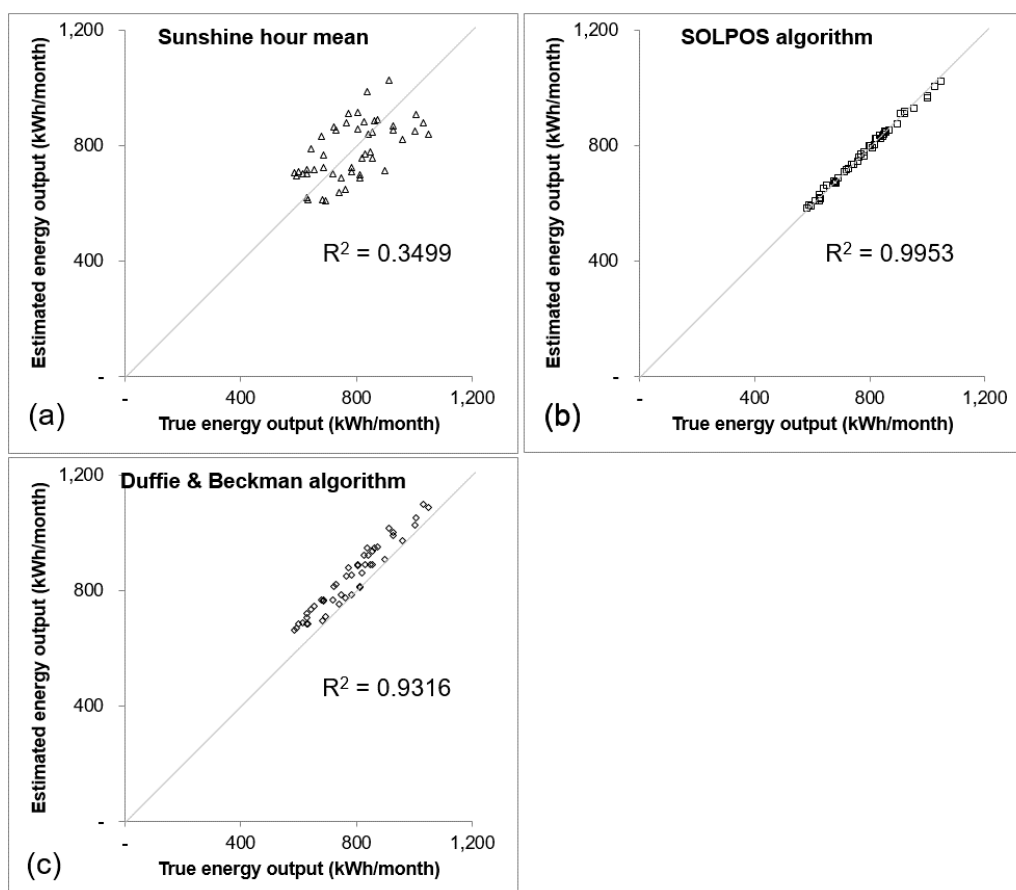 Sunshine hour mean
Estimated energy output (kWh/month)
1,200
800
400
-
R² = 0.3499
-
400
800
1,200
True energy output (kWh/month)
(a)
SOLPOS algorithm
Estimated energy output (kWh/month)
1,200
800
400
-
R² = 0.9953
-
400
800
1,200
True energy output (kWh/month)
(b)
Duffie & Beckman algorithm
Estimated energy output (kWh/month)
1,200
800
400
-
R² = 0.9316
-
400
800
1,200
True energy output (kWh/month)
(c)